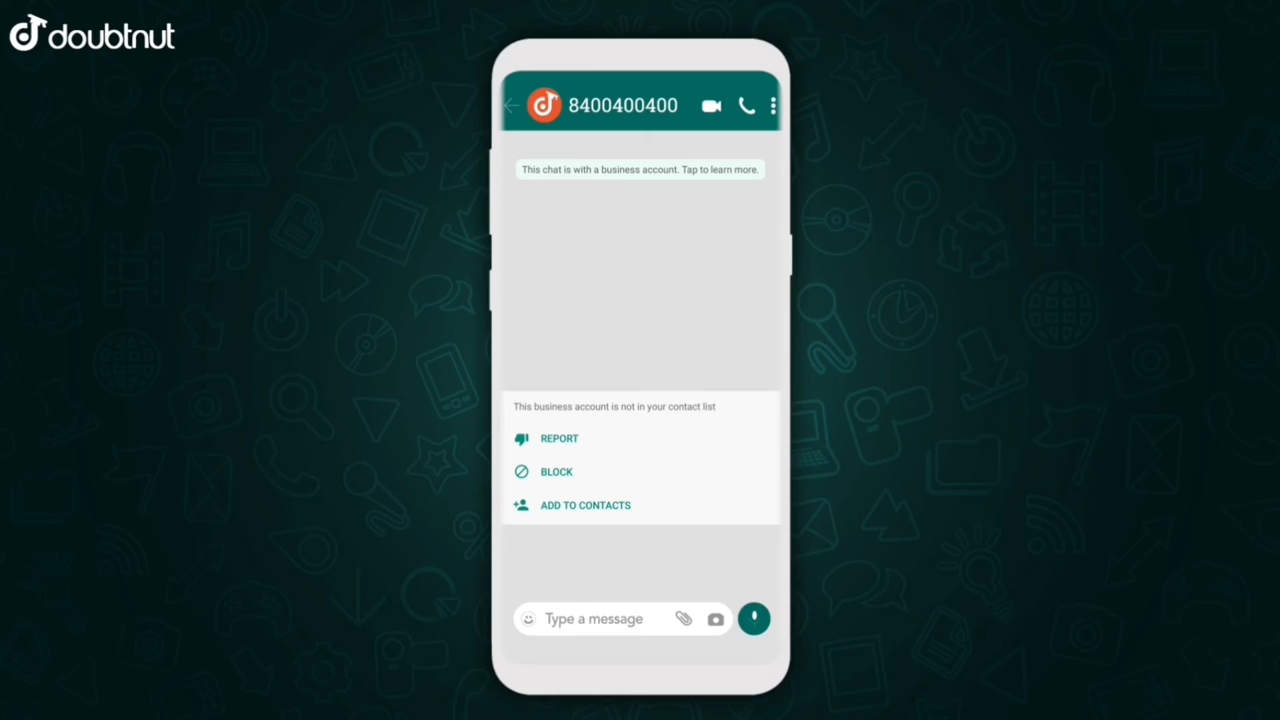 doubtnut
8400400400
This chat is with a business account. Tap to learn more.
This business account is not in your contact list
REPORT
BLOCK
ADD TO CONTACTS
Type a message